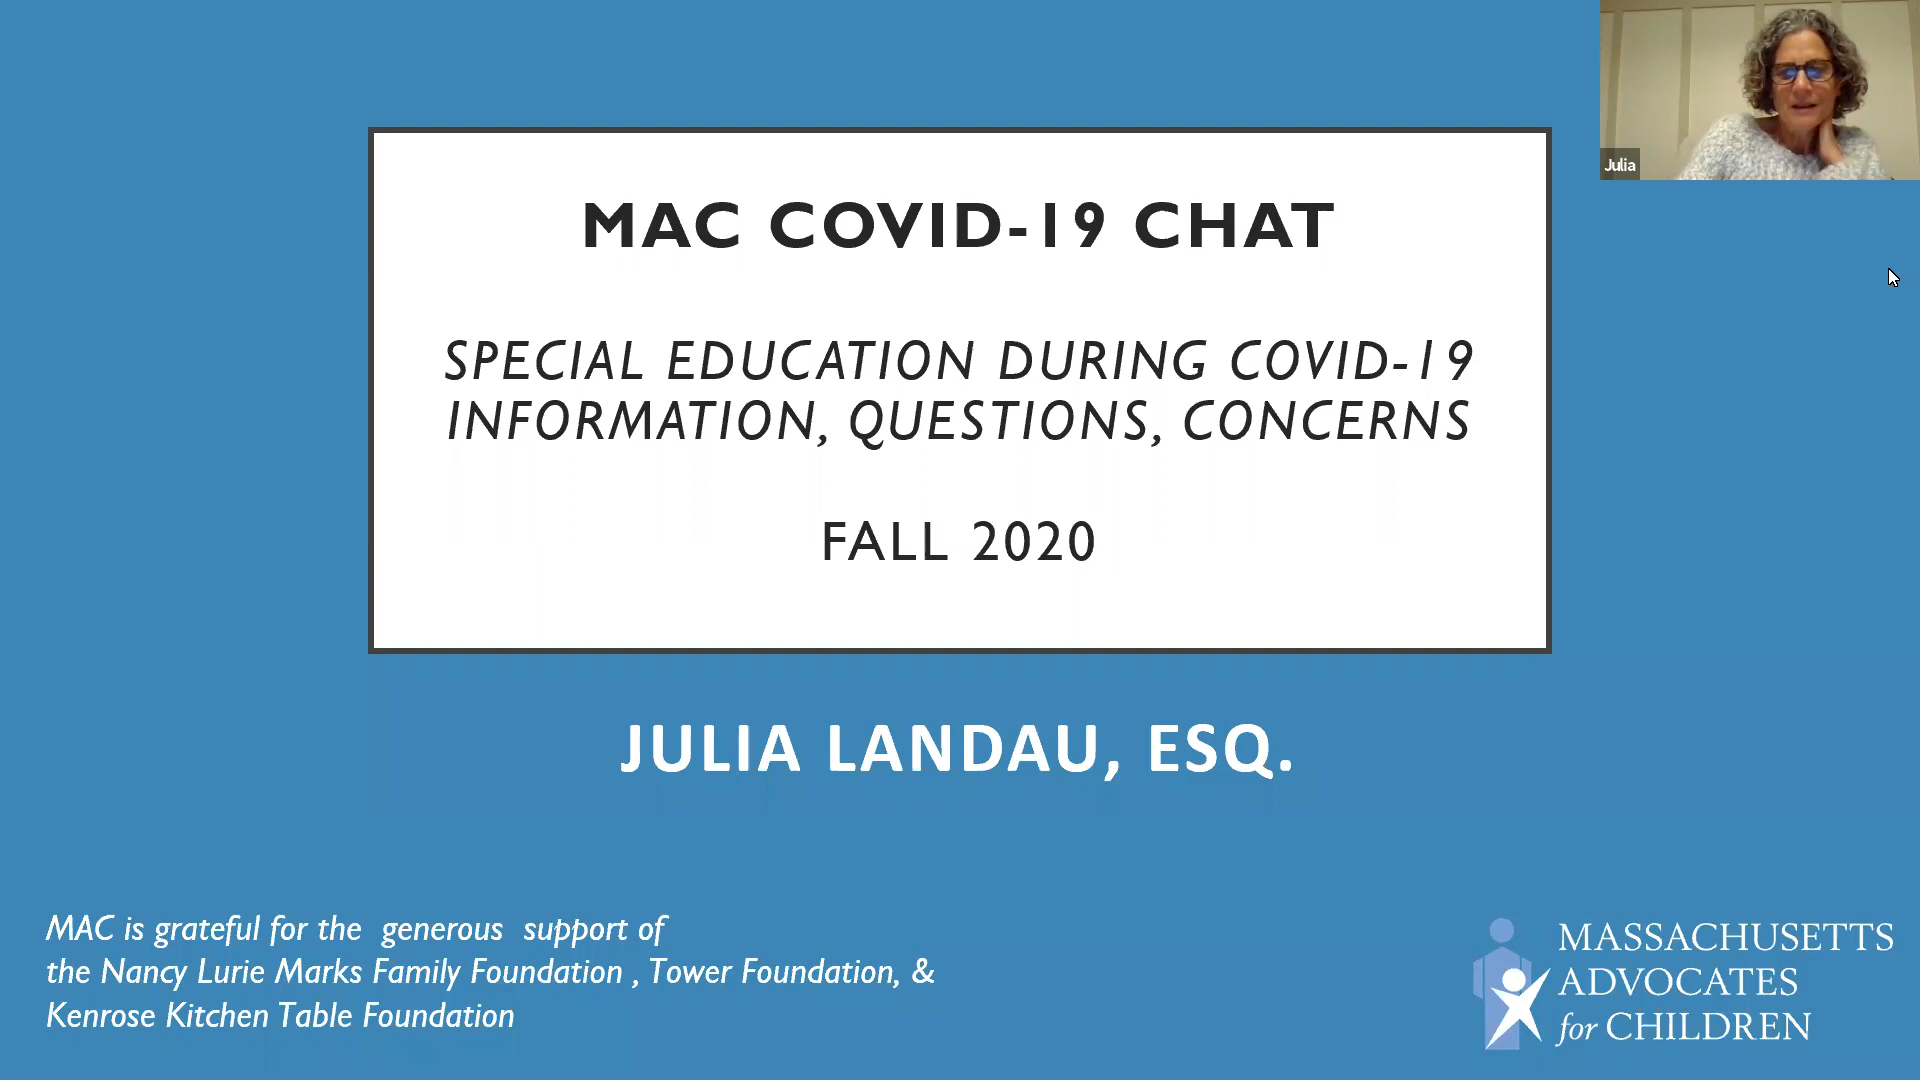 Julia
MAC COVID-19 CHAT
SPECIAL EDUCATION DURING COVID-19
INFORMATION, QUESTIONS, CONCERNS
FALL 2020
JULIA LANDAU, ESQ.
MAC is grateful for the generous support of
the Nancy Lurie Marks Family Foundation , Tower Foundation, &
Kenrose Kitchen Table Foundation
MASSACHUSETTS
ADVOCATES
for CHILDREN